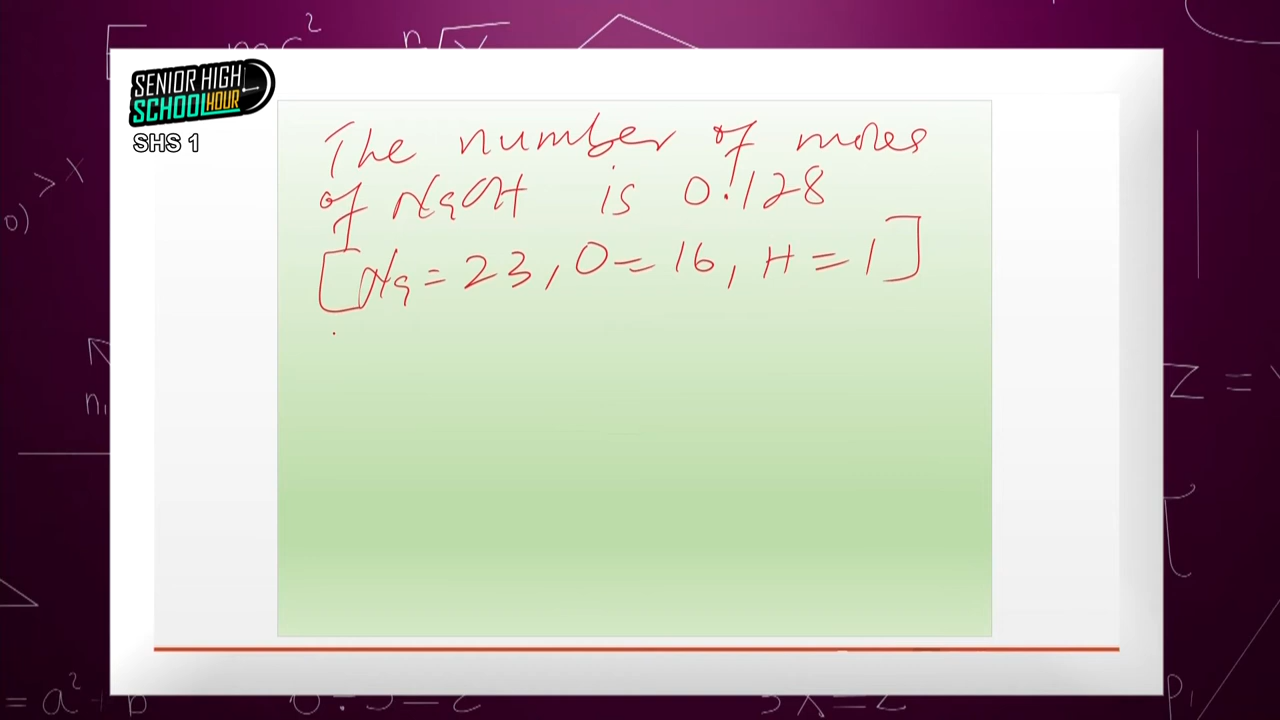 SENIOR HIGH
SCHOOL HOUR
SHS 1
The number of moles
of NaOH is 0.128
[Na = 23, O = 16, H = 1]